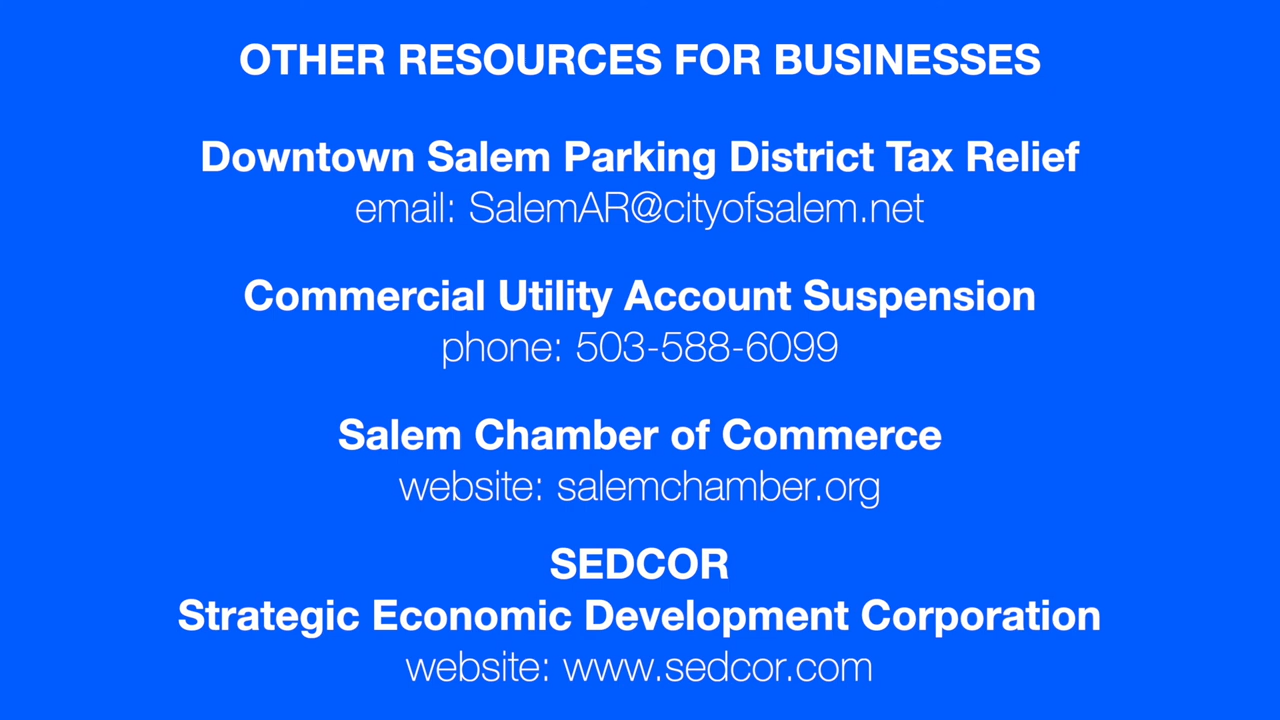 OTHER RESOURCES FOR BUSINESSES
Downtown Salem Parking District Tax Relief
email: SalemAR@cityofsalem.net
Commercial Utility Account Suspension
phone: 503-588-6099
Salem Chamber of Commerce
website: salemchamber.org
SEDCOR
Strategic Economic Development Corporation
website: www.sedcor.com